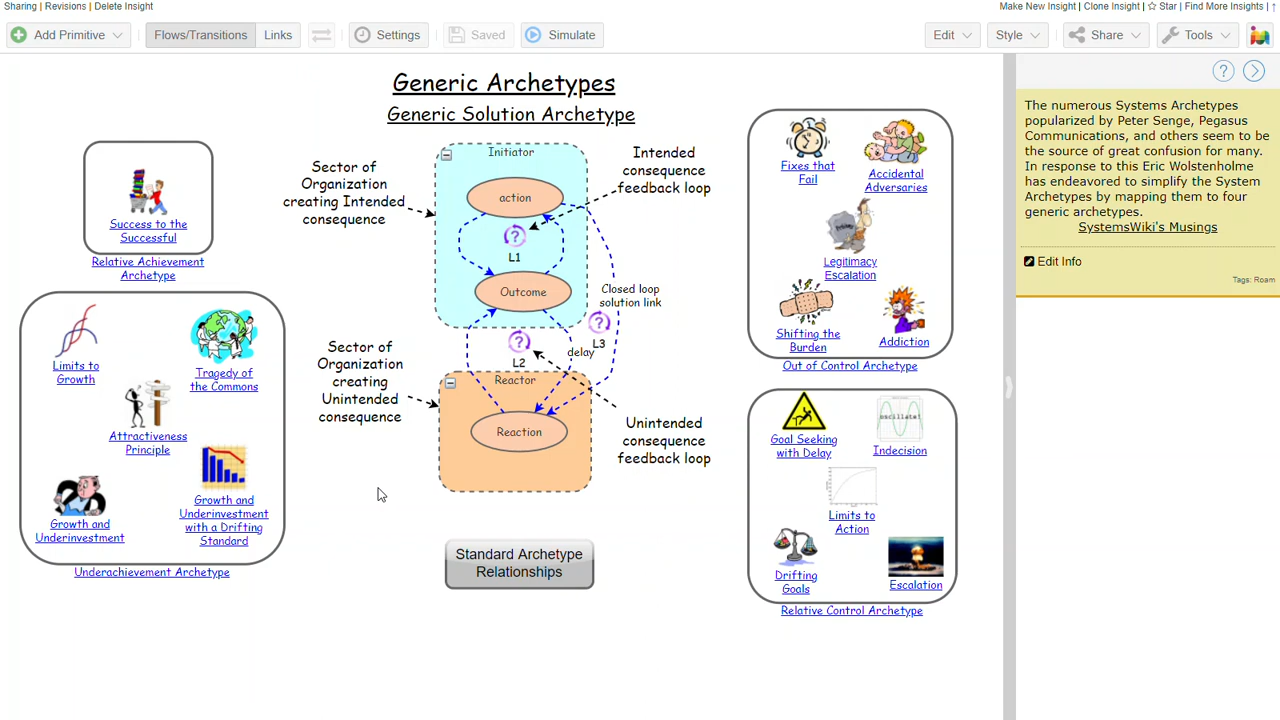 Sharing | Revisions | Delete Insight
Make New Insight | Clone Insight | Star | Find More Insights |
Add Primitive
Flows/Transitions
Links
Settings
Saved
Simulate
Edit
Style
Share
Tools
Generic Archetypes
Generic Solution Archetype
Success to the
Successful
Relative Achievement
Archetype
Limits to
Growth
Tragedy of
the Commons
Attractiveness
Principle
Growth and
Underinvestment
Growth and
Underinvestment
with a Drifting
Standard
Underachievement Archetype
Sector of
Organization
creating Intended
consequence
Initiator
action
L1
Outcome
Intended
consequence
feedback loop
Closed loop
solution link
L3
L2
delay
Sector of
Organization
creating
Unintended
consequence
Reactor
Reaction
Unintended
consequence
feedback loop
Standard Archetype
Relationships
Fixes that
Fail
Accidental
Adversaries
Legitimacy
Escalation
Shifting the
Burden
Addiction
Out of Control Archetype
Goal Seeking
with Delay
oscillate!
Indecision
Limits to
Action
Drifting
Goals
Escalation
Relative Control Archetype
The numerous Systems Archetypes
popularized by Peter Senge, Pegasus
Communications, and others seem to be
the source of great confusion for many.
In response to this Eric Wolstenholme
has endeavored to simplify the System
Archetypes by mapping them to four
generic archetypes.
SystemsWiki's Musings
Edit Info
Tags: Roam